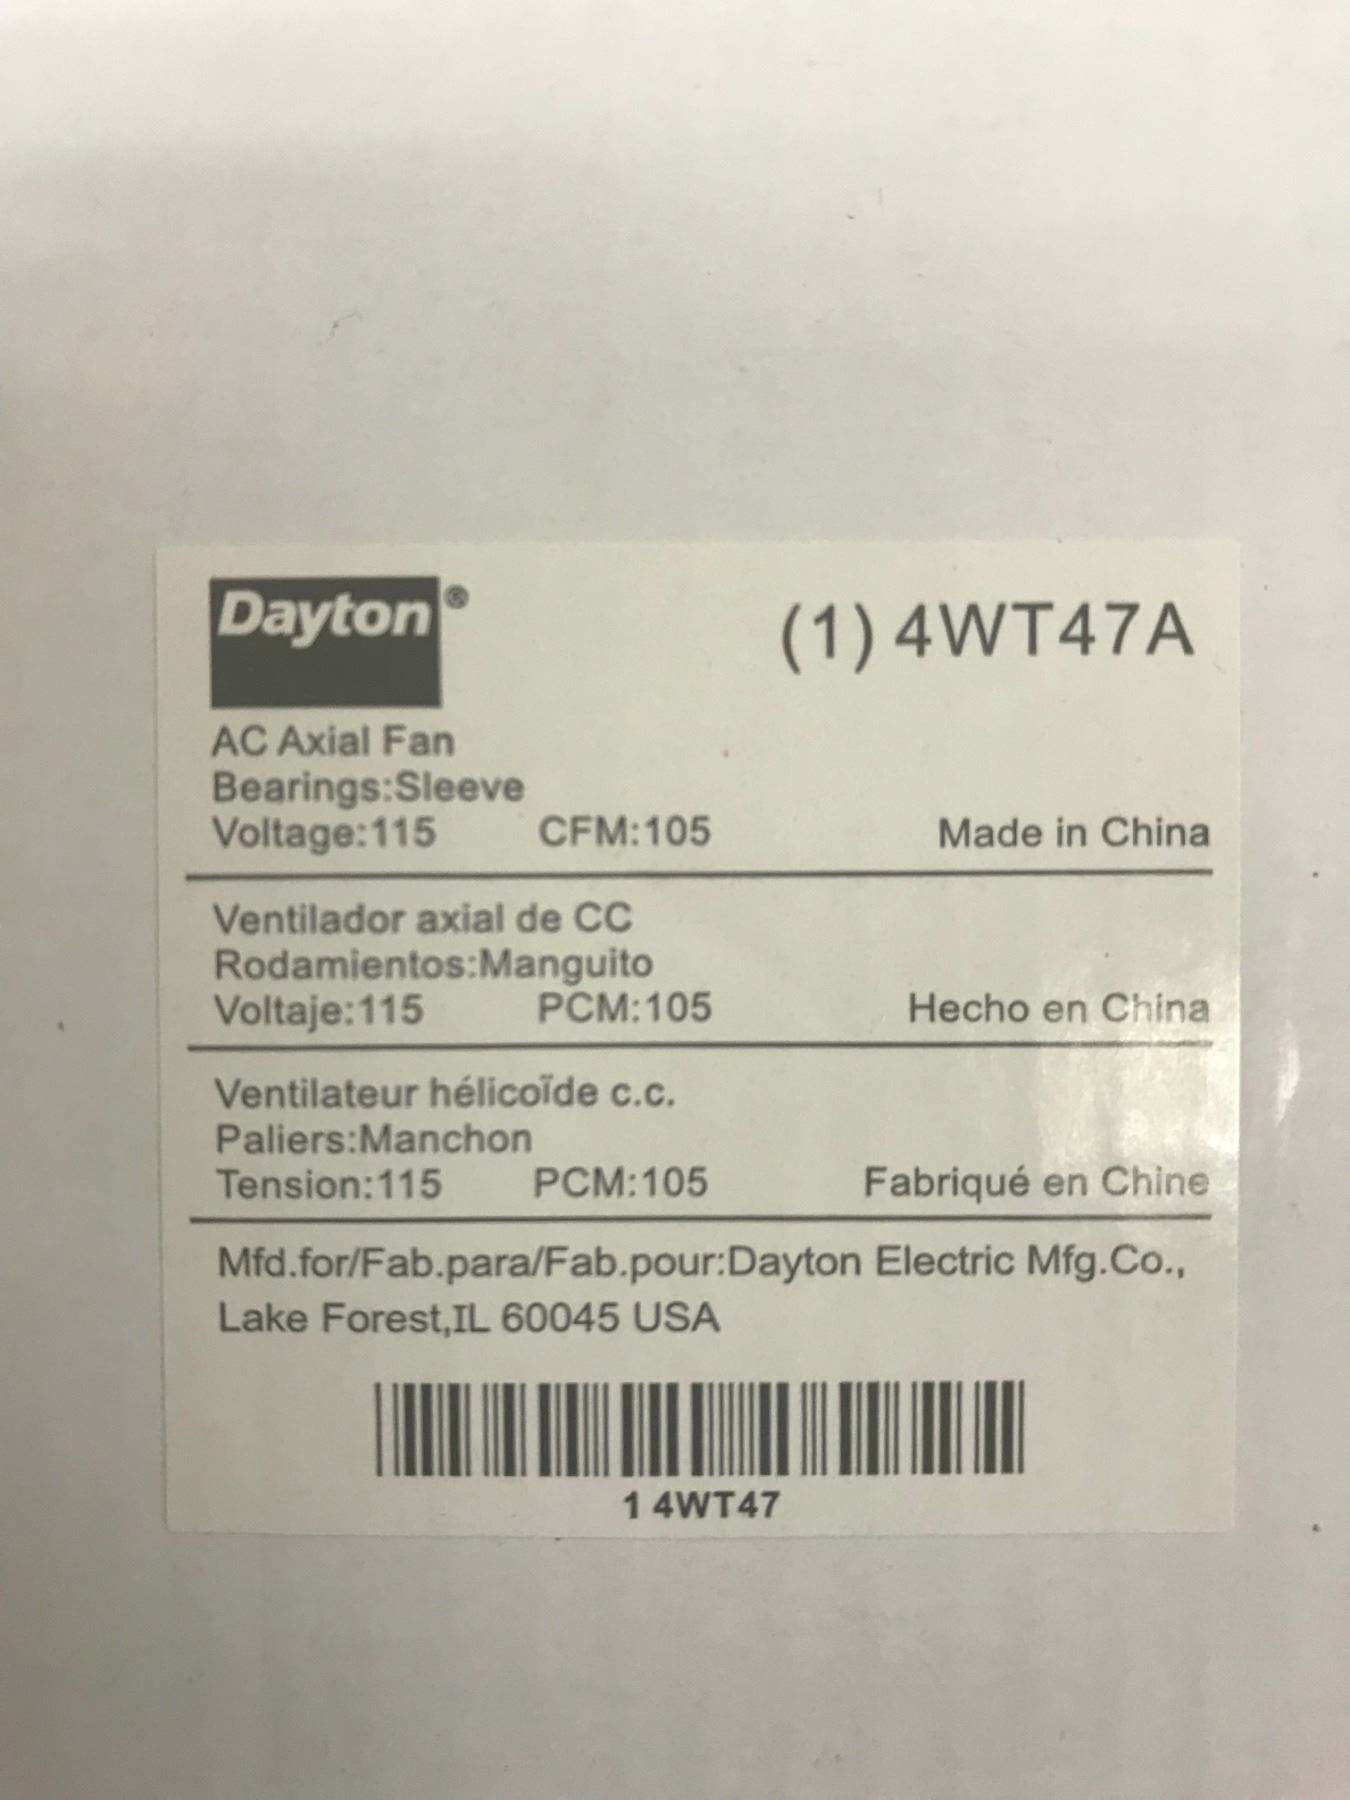 Dayton®
(1) 4WT47A
AC Axial Fan
Bearings:Sleeve
Voltage:115 CFM:105 Made in China
Ventilador axial de CC
Rodamientos:Manguito
Voltaje:115 PCM:105 Hecho en China
Ventilateur hélicoïde c.c.
Paliers:Manchon
Tension:115 PCM:105 Fabriqué en Chine
Mfd.for/Fab.para/Fab.pour:Dayton Electric Mfg.Co.,
Lake Forest,IL 60045 USA
1 4WT47